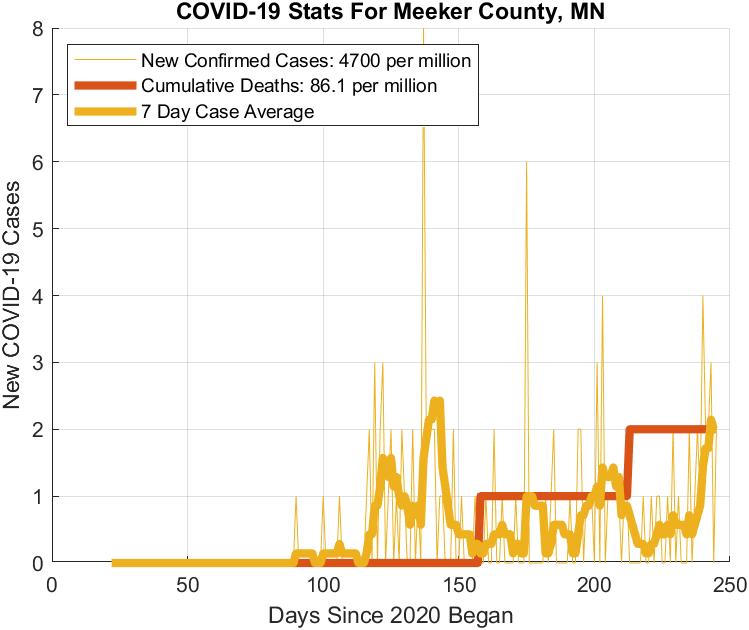 COVID-19 Stats For Meeker County, MN
New Confirmed Cases: 4700 per million
Cumulative Deaths: 86.1 per million
7 Day Case Average
New COVID-19 Cases
8
7
6
5
4
3
2
1
0
0 50 100 150 200 250
Days Since 2020 Began